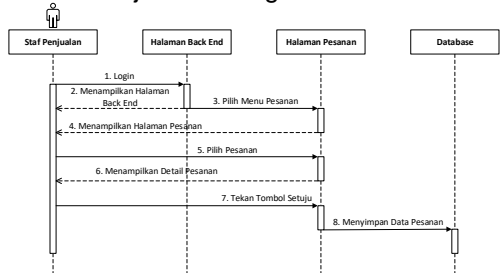 Staf Penjualan
Halaman Back End
Halaman Pesanan
Database
1. Login
2. Menampilkan Halaman
Back End
3. Pilih Menu Pesanan
4. Menampilkan Halaman Pesanan
5. Pilih Pesanan
6. Menampilkan Detail Pesanan
7. Tekan Tombol Setuju
8. Menyimpan Data Pesanan